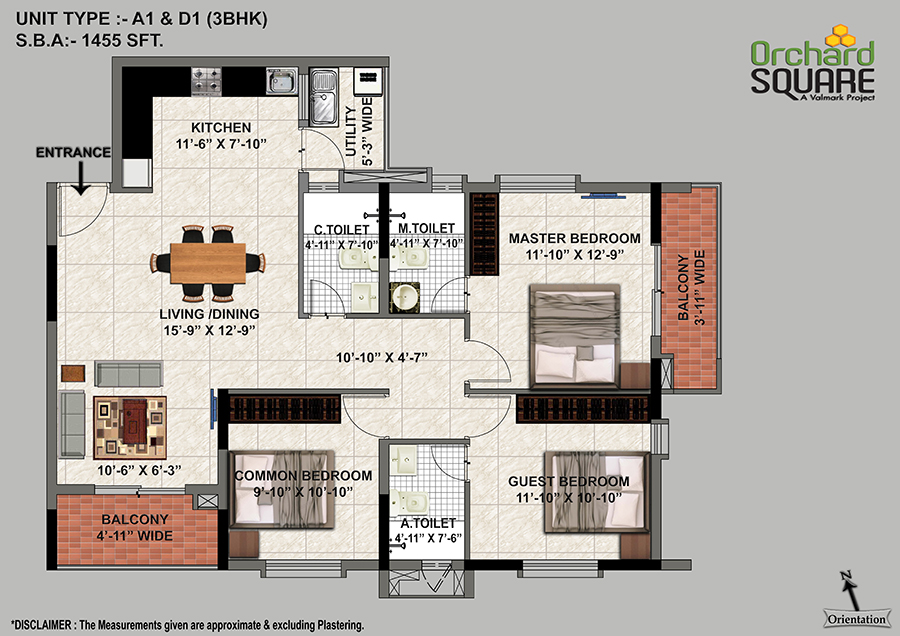 UNIT TYPE :- A1 & D1 (3BHK)
S.B.A:- 1455 SFT.
Orchard
SQUARE
A Valmark Project
ENTRANCE
KITCHEN
11'-6" X 7'-10"
UTILITY
5'-3" WIDE
C.TOILET
4'-11" X 7'-10"
M.TOILET
4'-11" X 7'-10"
MASTER BEDROOM
11'-10" X 12'-9"
BALCONY
3'-11" WIDE
LIVING /DINING
15'-9" X 12'-9"
10'-10" X 4'-7"
10'-6" X 6'-3"
COMMON BEDROOM
9'-10" X 10'-10"
GUEST BEDROOM
11'-10" X 10'-10"
BALCONY
4'-11" WIDE
A.TOILET
4'-11" X 7'-6"
N
Orientation
*DISCLAIMER : The Measurements given are approximate & excluding Plastering.